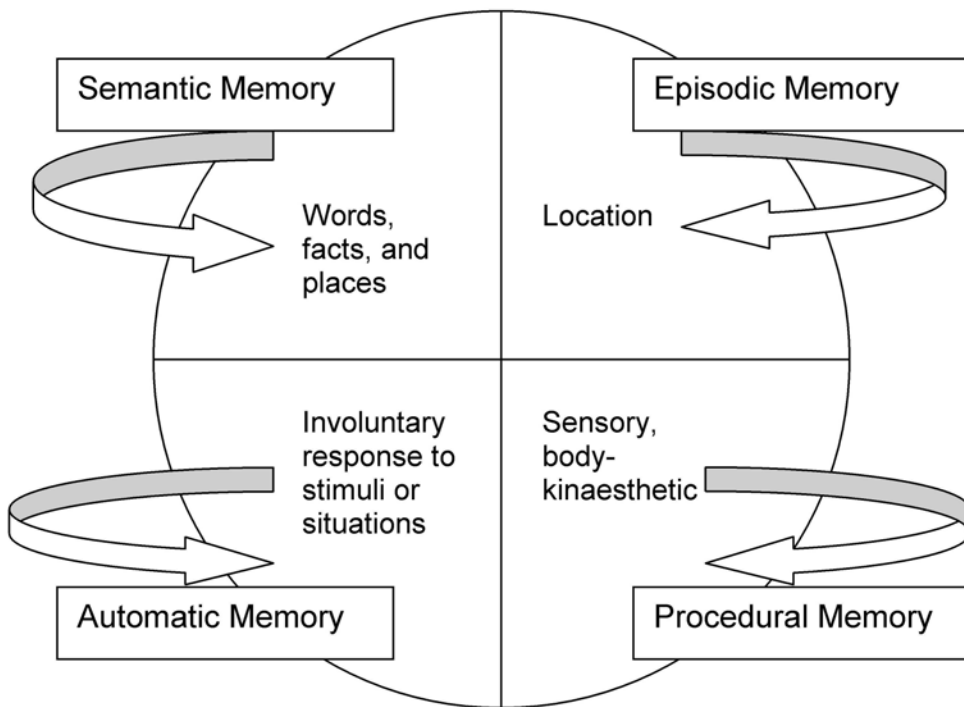 Semantic Memory
Episodic Memory
Words,
facts, and
places
Location
Involuntary
response to
stimuli or
situations
Sensory,
body-
kinaesthetic
Automatic Memory
Procedural Memory